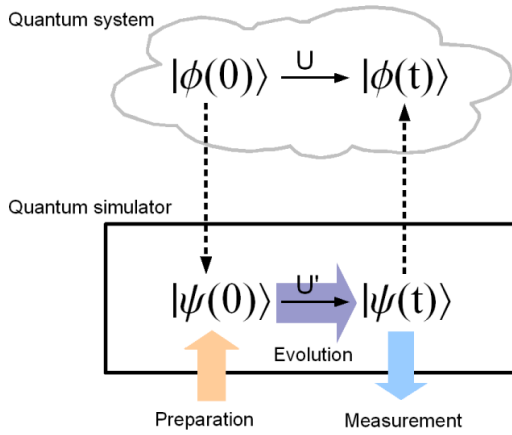 Quantum system
|ϕ(0)⟩ U |ϕ(t)⟩
Quantum simulator
|ψ(0)⟩ U' |ψ(t)⟩
Evolution
Preparation Measurement